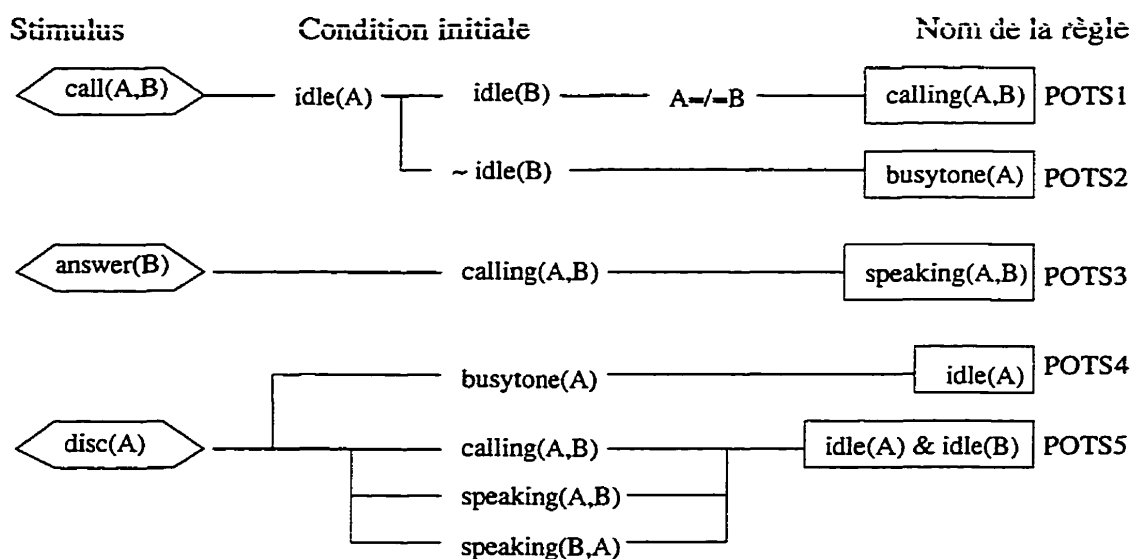 Stimulus Condition initiale Nom de la règle
call(A,B) idle(A) idle(B) A=/=B calling(A,B) POTS1
~ idle(B) busytone(A) POTS2
answer(B) calling(A,B) speaking(A,B) POTS3
busytone(A) idle(A) POTS4
disc(A) calling(A,B) idle(A) & idle(B) POTS5
speaking(A,B)
speaking(B,A)